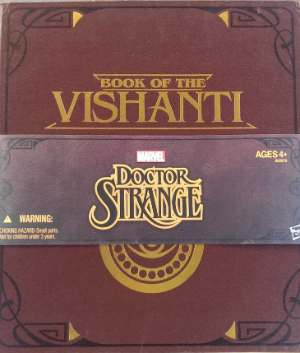 BOOK OF THE
VISHANTI
MARVEL
AGES 4+
DOCTOR
STRANGE
WARNING:
CHOKING HAZARD-Small parts.
Not for children under 3 years.